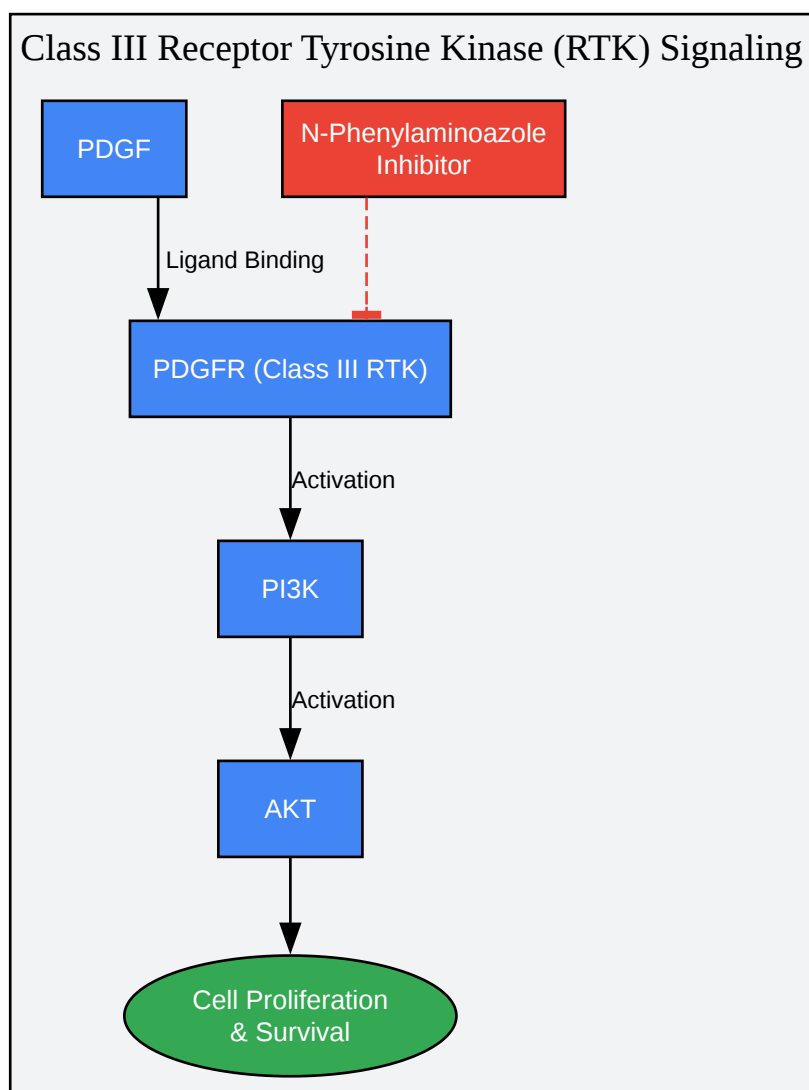 Class III Receptor Tyrosine Kinase (RTK) Signaling
PDGF
N-Phenylaminoazole
Inhibitor
Ligand Binding
PDGFR (Class III RTK)
Activation
PI3K
Activation
AKT
Cell Proliferation
& Survival